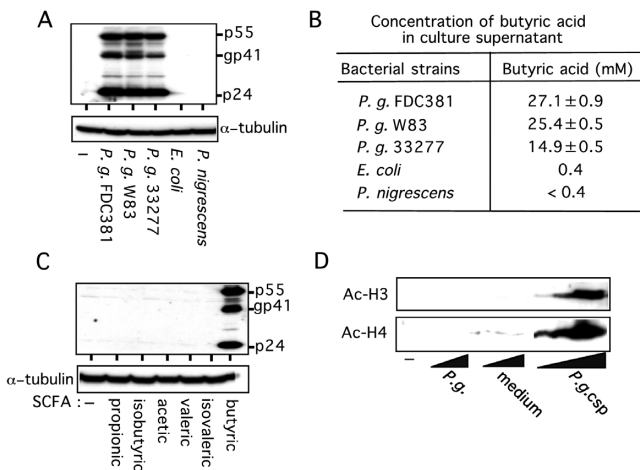 A
p55
gp41
p24
α-tubulin
–
P. g. FDC381
P. g. W83
P. g. 33277
E. coli
P. nigrescens
B
Concentration of butyric acid
in culture supernatant
Bacterial strains Butyric acid (mM)
P. g. FDC381 27.1±0.9
P. g. W83 25.4±0.5
P. g. 33277 14.9±0.5
E. coli 0.4
P. nigrescens < 0.4
C
p55
gp41
p24
α-tubulin
SCFA : –
propionic
isobutyric
acetic
valeric
isovaleric
butyric
D
Ac-H3
Ac-H4
–
P.g.
medium
P.g.csp